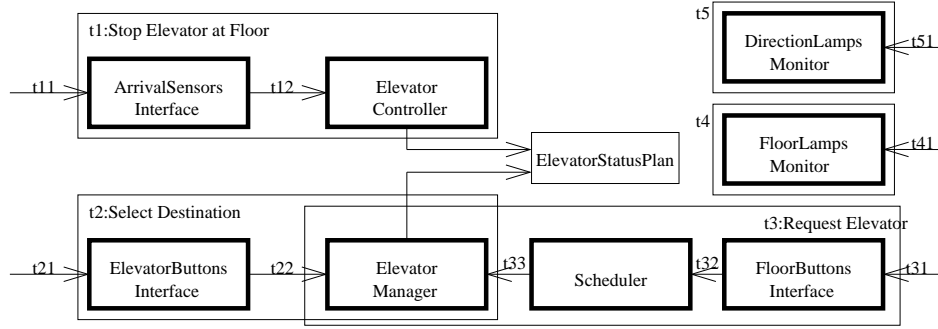 t1:Stop Elevator at Floor
t11
ArrivalSensors
Interface
t12
Elevator
Controller
t5
DirectionLamps
Monitor
t51
t4
FloorLamps
Monitor
t41
ElevatorStatusPlan
t2:Select Destination
t3:Request Elevator
t21
ElevatorButtons
Interface
t22
Elevator
Manager
t33
Scheduler
t32
FloorButtons
Interface
t31